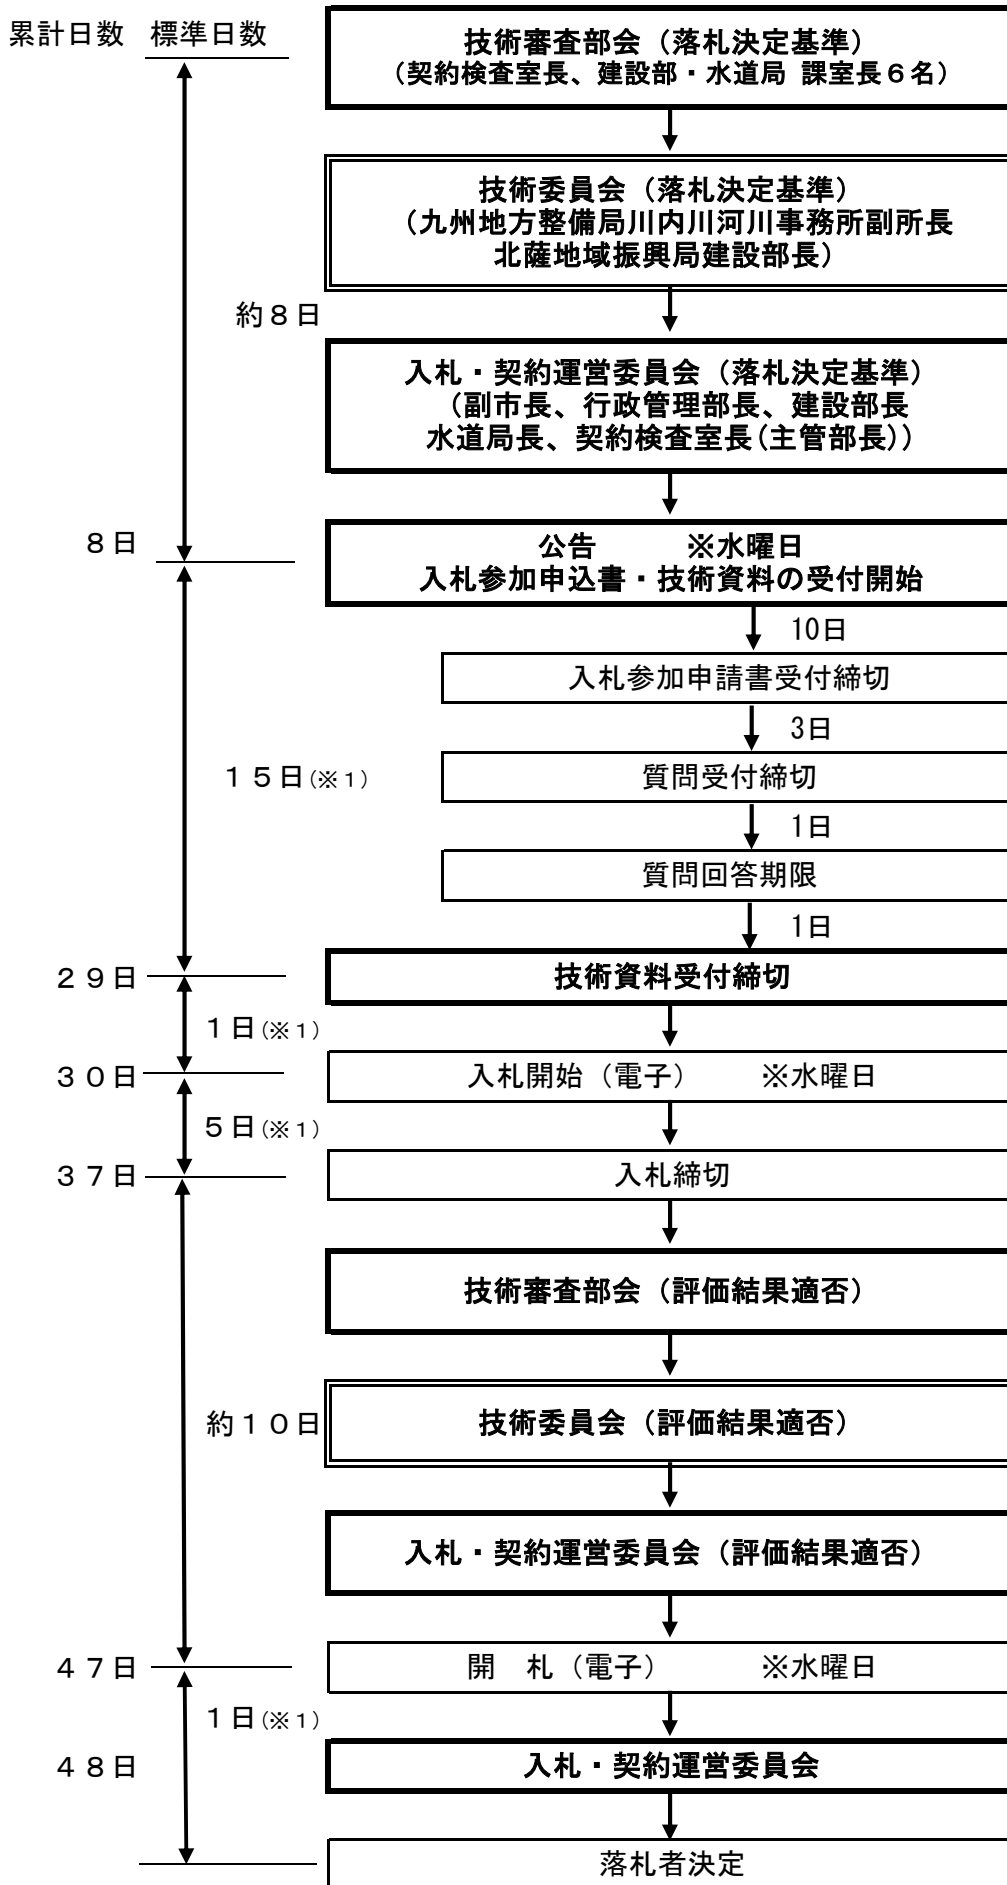 累計日数 標準日数
技術審査部会（落札決定基準）
（契約検査室長、建設部・水道局 課室長６名）
技術委員会（落札決定基準）
（九州地方整備局川内川河川事務所副所長
北薩地域振興局建設部長）
約８日
入札・契約運営委員会（落札決定基準）
（副市長、行政管理部長、建設部長
水道局長、契約検査室長(主管部長)）
８日
公告 ※水曜日
入札参加申込書・技術資料の受付開始
10日
入札参加申請書受付締切
3日
１５日(※１)
質問受付締切
1日
質問回答期限
1日
２９日
技術資料受付締切
１日(※１)
３０日
入札開始（電子） ※水曜日
５日(※１)
３７日
入札締切
技術審査部会（評価結果適否）
約１０日
技術委員会（評価結果適否）
入札・契約運営委員会（評価結果適否）
４７日
開 札（電子） ※水曜日
１日(※１)
４８日
入札・契約運営委員会
落札者決定